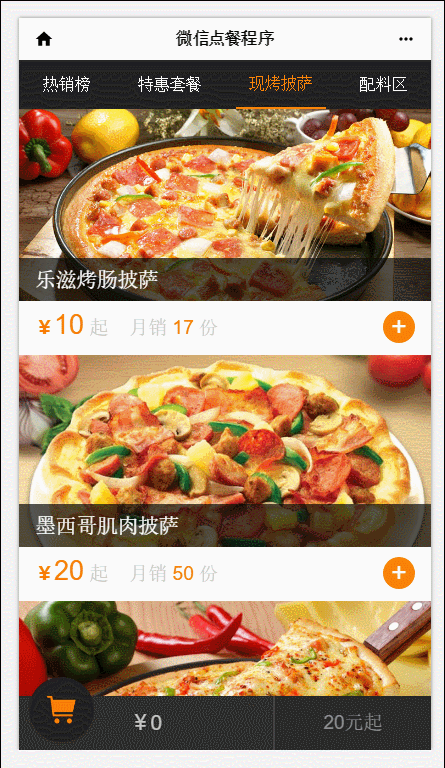 微信点餐程序
热销榜 特惠套餐 现烤披萨 配料区
乐滋烤肠披萨
¥10 起 月销 17 份
墨西哥肌肉披萨
¥20 起 月销 50 份
¥0 20元起